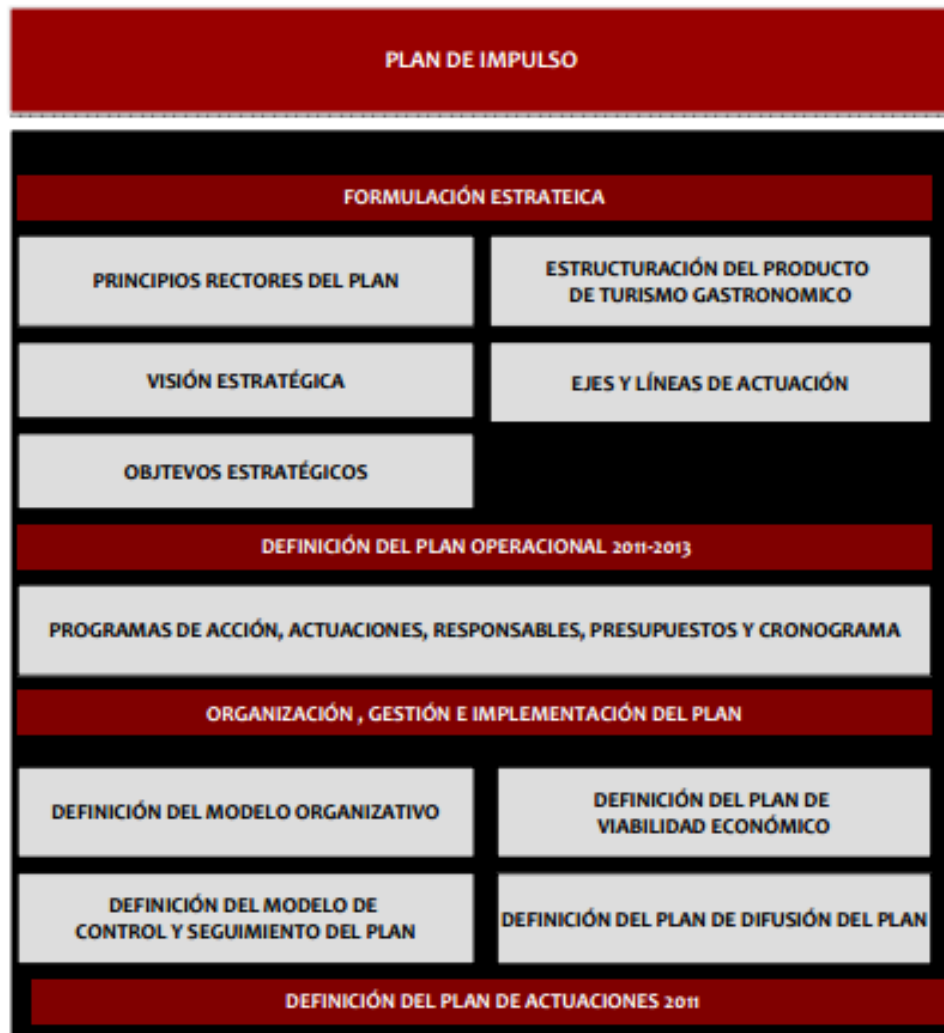 PLAN DE IMPULSO
FORMULACIÓN ESTRATEICA
PRINCIPIOS RECTORES DEL PLAN
ESTRUCTURACIÓN DEL PRODUCTO
DE TURISMO GASTRONOMICO
VISIÓN ESTRATÉGICA
EJES Y LÍNEAS DE ACTUACIÓN
OBJTEVOS ESTRATÉGICOS
DEFINICIÓN DEL PLAN OPERACIONAL 2011-2013
PROGRAMAS DE ACCIÓN, ACTUACIONES, RESPONSABLES, PRESUPUESTOS Y CRONOGRAMA
ORGANIZACIÓN , GESTIÓN E IMPLEMENTACIÓN DEL PLAN
DEFINICIÓN DEL MODELO ORGANIZATIVO
DEFINICIÓN DEL PLAN DE
VIABILIDAD ECONÓMICO
DEFINICIÓN DEL MODELO DE
CONTROL Y SEGUIMIENTO DEL PLAN
DEFINICIÓN DEL PLAN DE DIFUSIÓN DEL PLAN
DEFINICIÓN DEL PLAN DE ACTUACIONES 2011